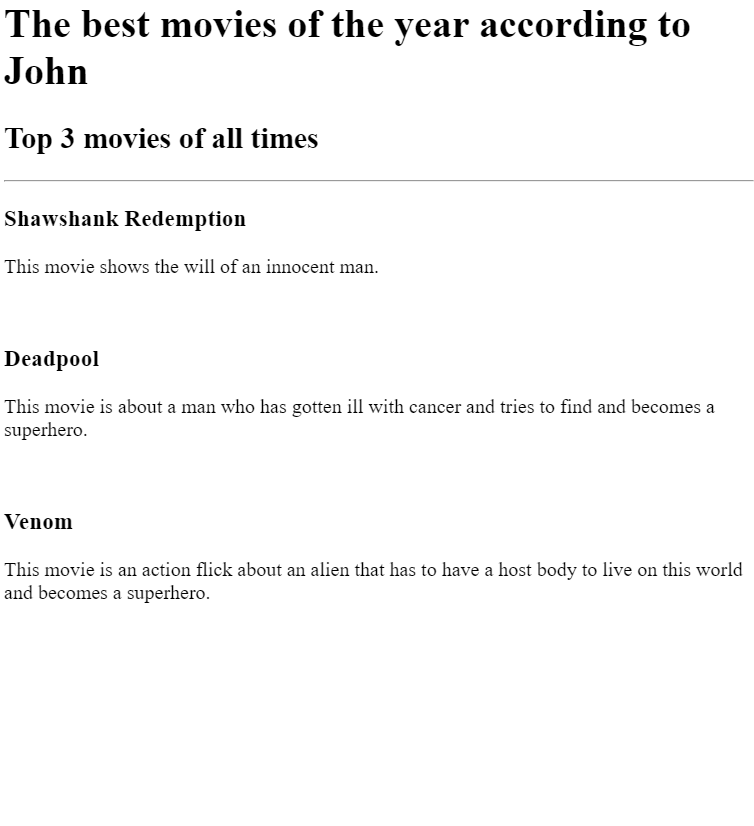 The best movies of the year according to
John
Top 3 movies of all times
Shawshank Redemption
This movie shows the will of an innocent man.
Deadpool
This movie is about a man who has gotten ill with cancer and tries to find and becomes a
superhero.
Venom
This movie is an action flick about an alien that has to have a host body to live on this world
and becomes a superhero.